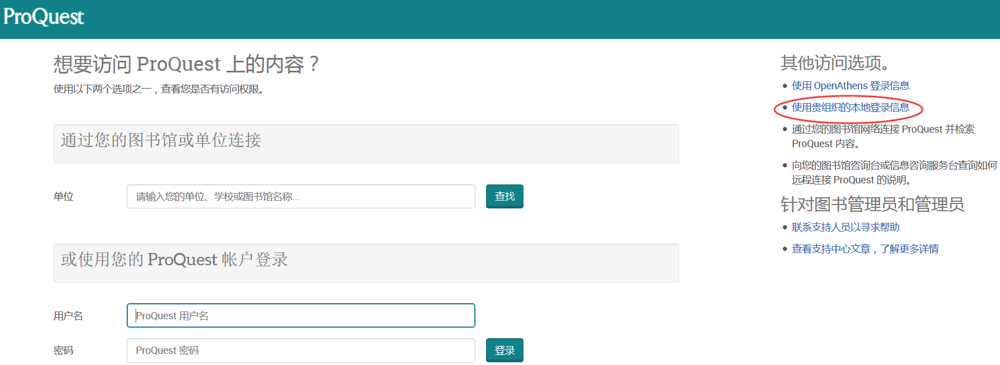 ProQuest
想要访问 ProQuest 上的内容？
使用以下两个选项之一，查看您是否有访问权限。
通过您的图书馆或单位连接
单位
请输入您的单位、学校或图书馆名称...
查找
或使用您的 ProQuest 帐户登录
用户名
ProQuest 用户名
密码
ProQuest 密码
登录
其他访问选项。
使用 OpenAthens 登录信息
使用贵组织的本地登录信息
通过您的图书馆网络连接 ProQuest 并检索
ProQuest 内容。
向您的图书馆咨询台或信息咨询服务台查询如何
远程连接 ProQuest 的说明。
针对图书管理员和管理员
联系支持人员以寻求帮助
查看支持中心文章，了解更多详情